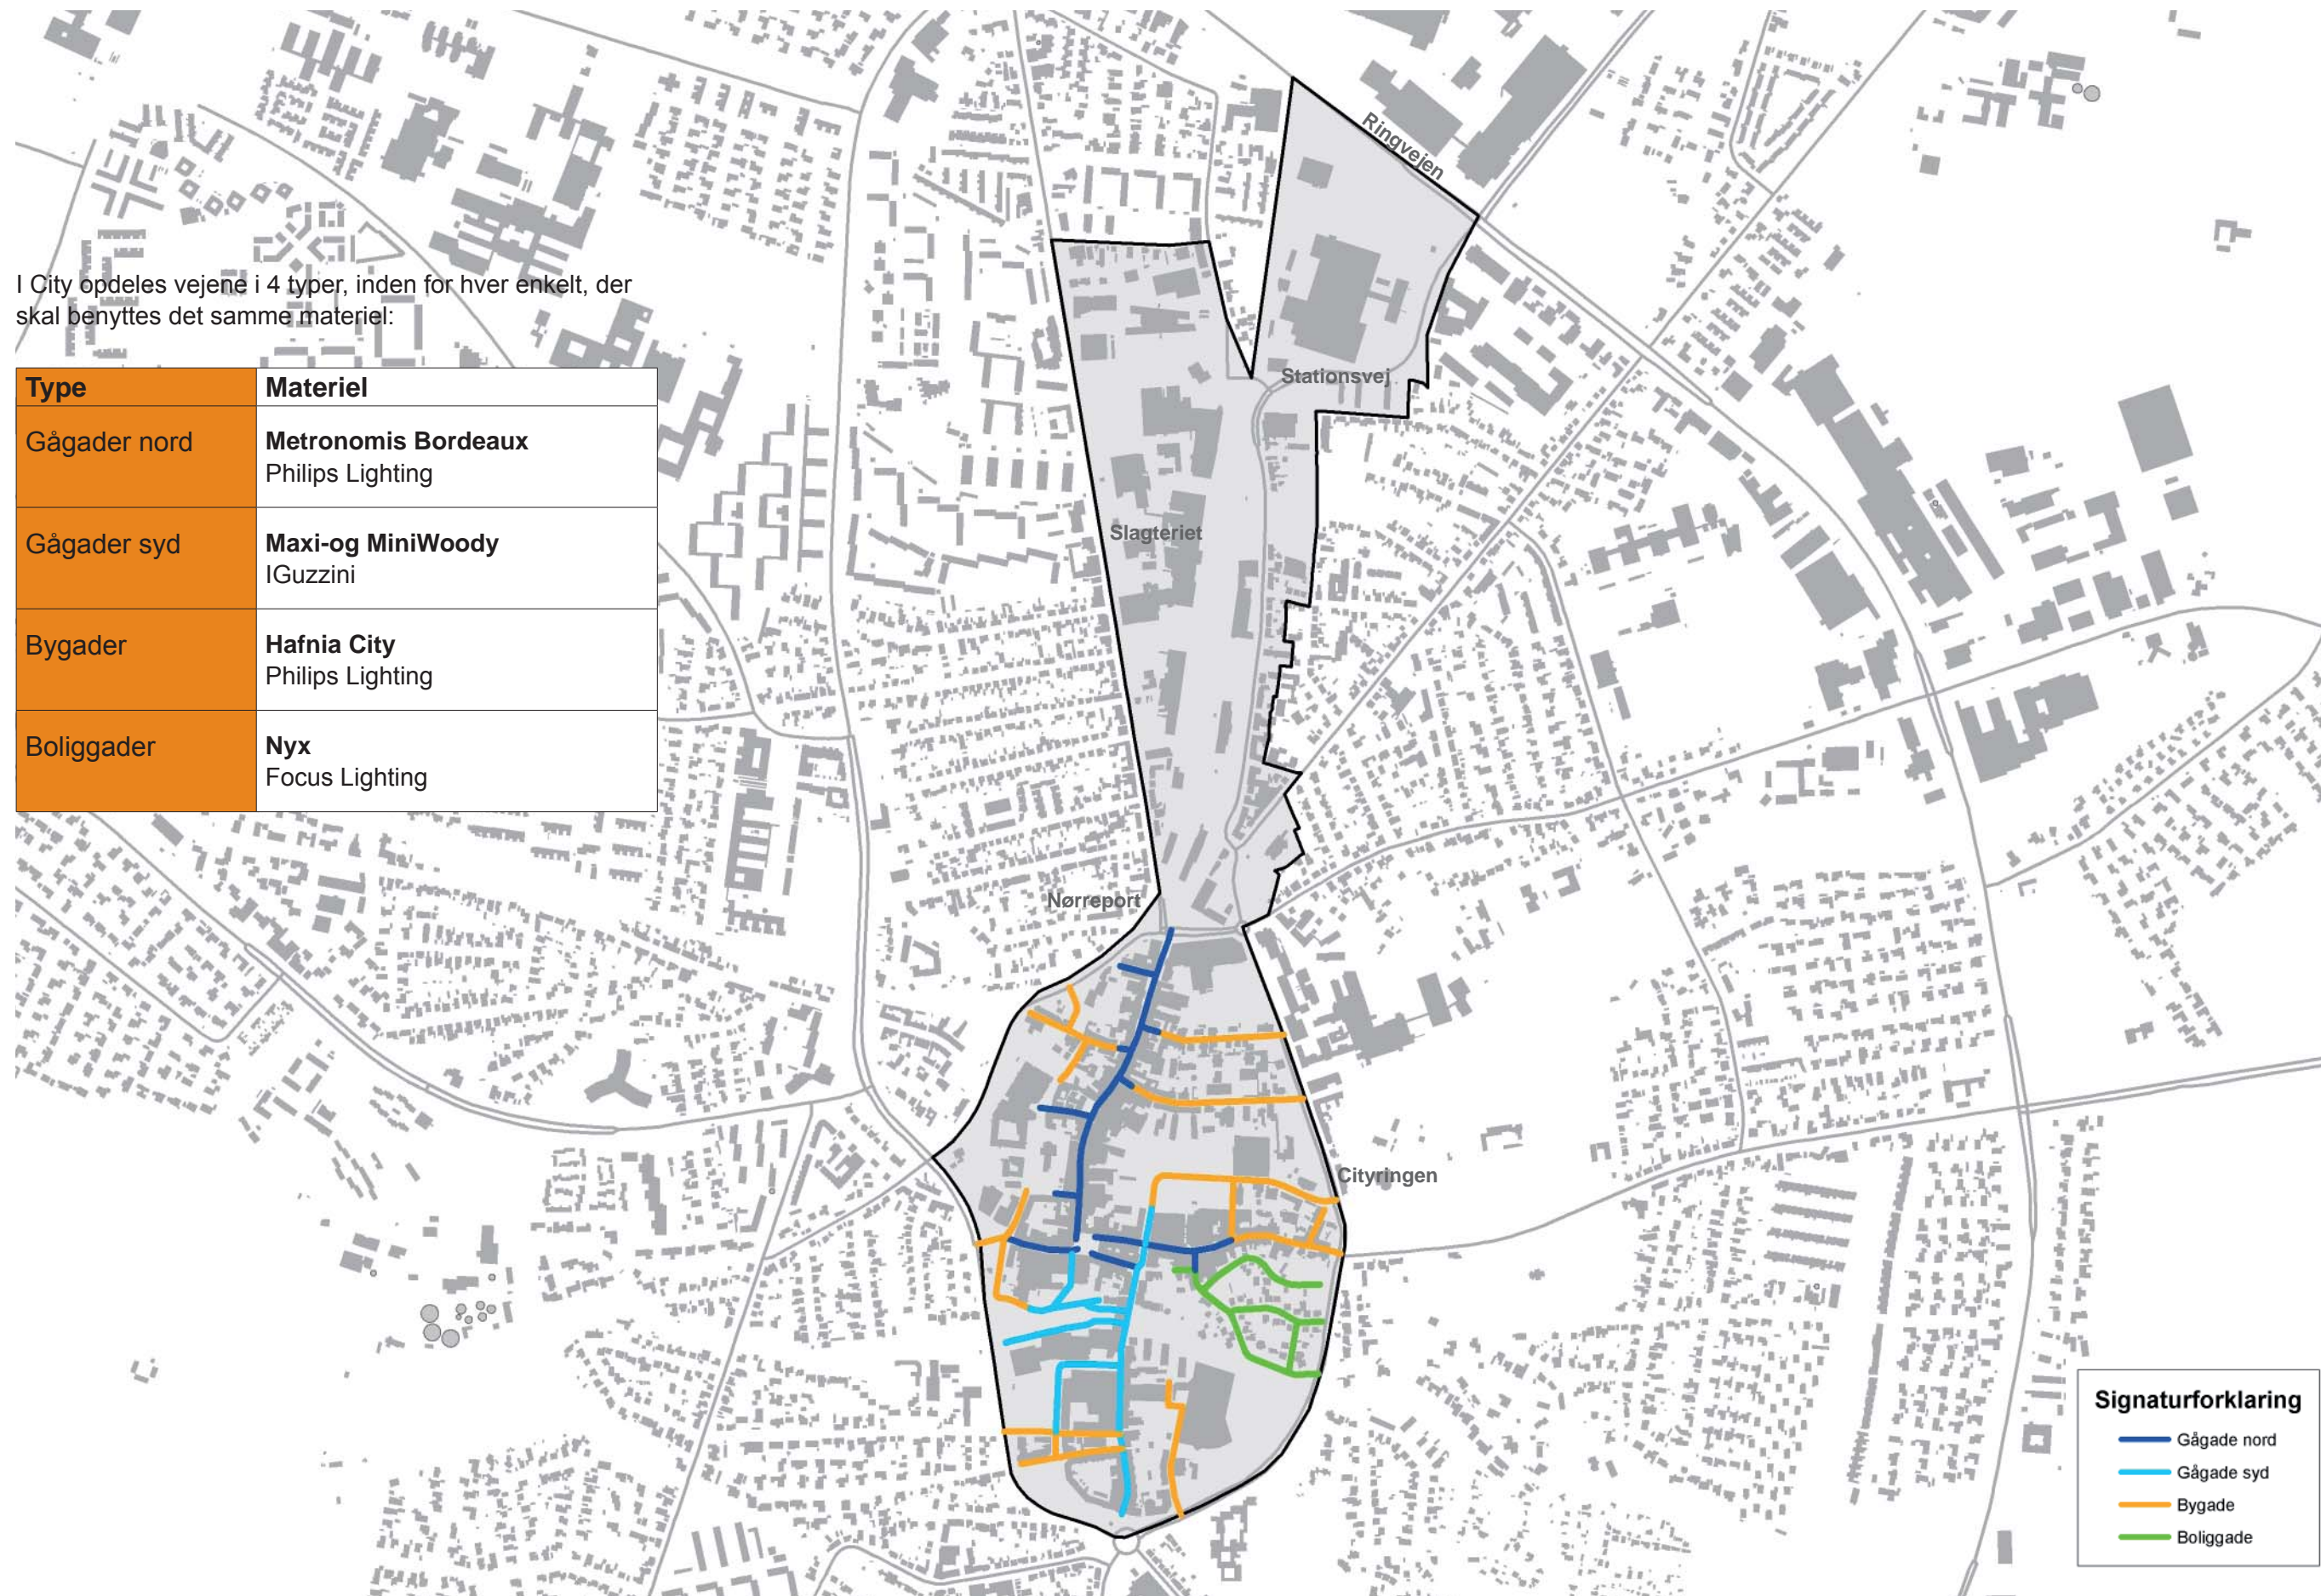 I City opdeles vejene i 4 typer, inden for hver enkelt, der
skal benyttes det samme materiel:
Type Materiel
Gågader nord Metronomis Bordeaux
Philips Lighting
Gågader syd Maxi-og MiniWoody
IGuzzini
Bygader Hafnia City
Philips Lighting
Boliggader Nyx
Focus Lighting
Ringvejen
Stationsvej
Slagteriet
Nørreport
Cityringen
Signaturforklaring
Gågade nord
Gågade syd
Bygade
Boliggade